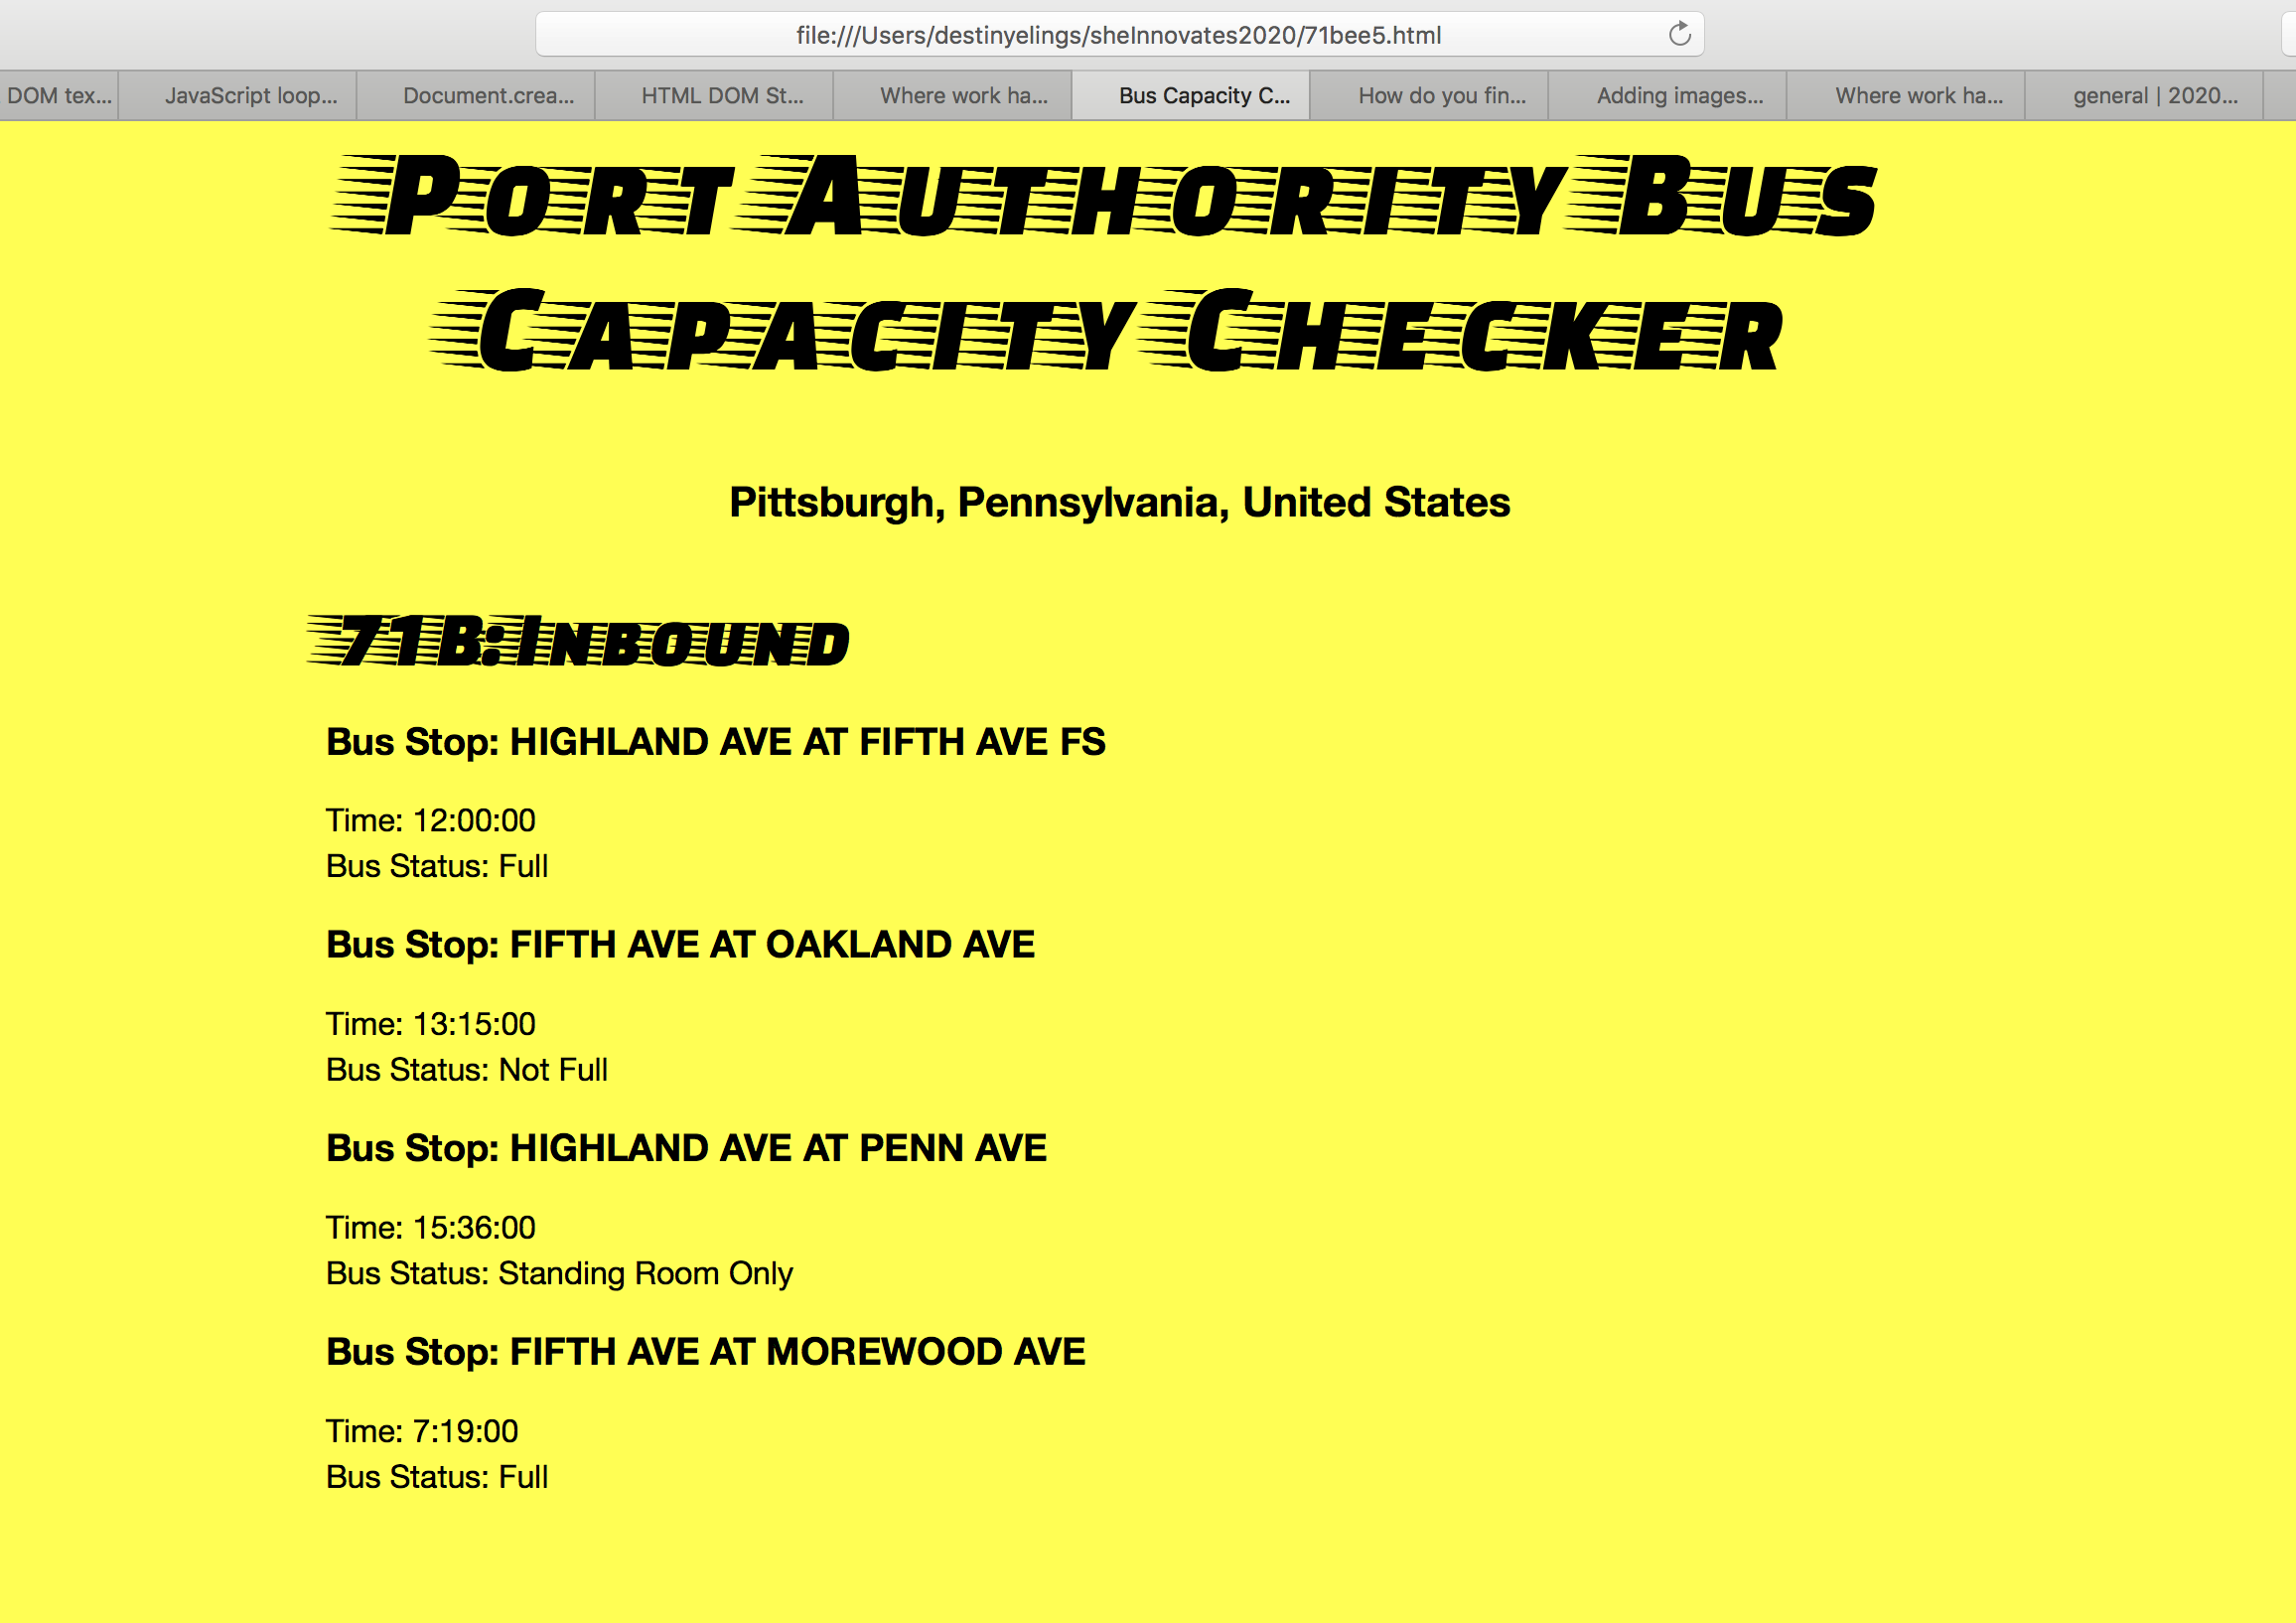 file:///Users/destinyelings/sheInnovates2020/71bee5.html
DOM tex... JavaScript loop... Document.crea... HTML DOM St... Where work ha... Bus Capacity C... How do you fin... Adding images... Where work ha... general | 2020...
Port Authority Bus
Capacity Checker
Pittsburgh, Pennsylvania, United States
71B: Inbound
Bus Stop: HIGHLAND AVE AT FIFTH AVE FS
Time: 12:00:00
Bus Status: Full
Bus Stop: FIFTH AVE AT OAKLAND AVE
Time: 13:15:00
Bus Status: Not Full
Bus Stop: HIGHLAND AVE AT PENN AVE
Time: 15:36:00
Bus Status: Standing Room Only
Bus Stop: FIFTH AVE AT MOREWOOD AVE
Time: 7:19:00
Bus Status: Full